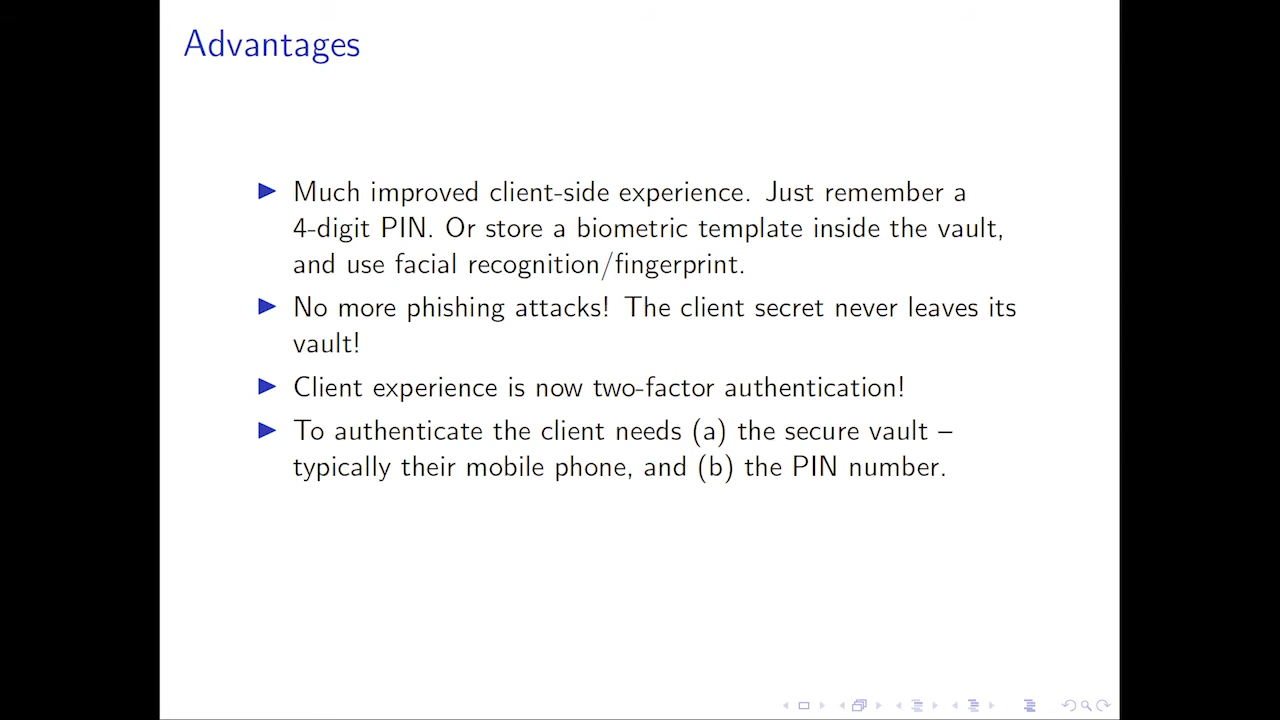 Advantages
Much improved client-side experience. Just remember a
4-digit PIN. Or store a biometric template inside the vault,
and use facial recognition/fingerprint.
No more phishing attacks! The client secret never leaves its
vault!
Client experience is now two-factor authentication!
To authenticate the client needs (a) the secure vault –
typically their mobile phone, and (b) the PIN number.